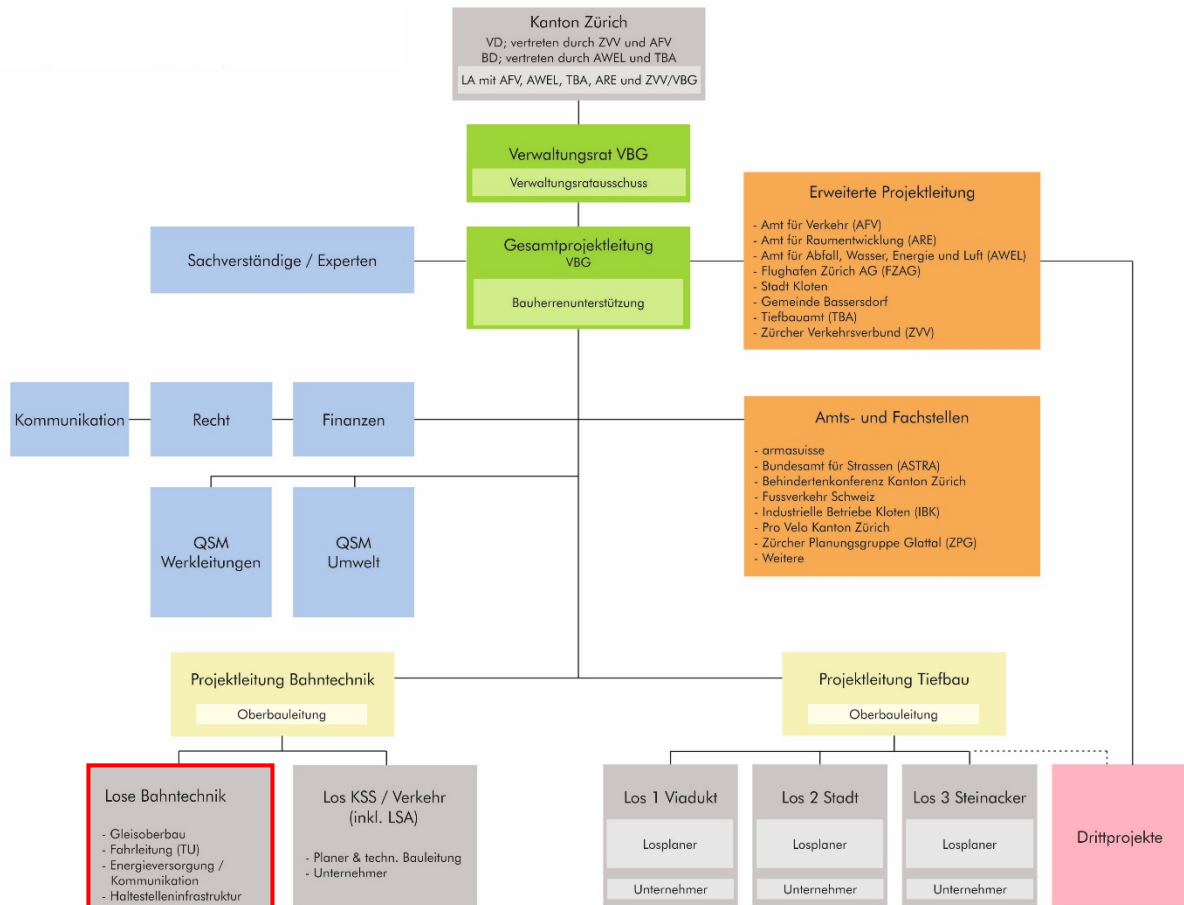 Kanton Zürich
VD; vertreten durch ZVV und AFV
BD; vertreten durch AWEL und TBA
LA mit AFV, AWEL, TBA, ARE und ZVV/VBG
Verwaltungsrat VBG
Verwaltungsratausschuss
Sachverständige / Experten
Gesamtprojektleitung
VBG
Bauherrenunterstützung
Erweiterte Projektleitung
- Amt für Verkehr (AFV)
- Amt für Raumentwicklung (ARE)
- Amt für Abfall, Wasser, Energie und Luft (AWEL)
- Flughafen Zürich AG (FZAG)
- Stadt Kloten
- Gemeinde Bassersdorf
- Tiefbauamt (TBA)
- Zürcher Verkehrsverbund (ZVV)
Kommunikation
Recht
Finanzen
Amts- und Fachstellen
- armasuisse
- Bundesamt für Strassen (ASTRA)
- Behindertenkonferenz Kanton Zürich
- Fussverkehr Schweiz
- Industrielle Betriebe Kloten (IBK)
- Pro Velo Kanton Zürich
- Zürcher Planungsgruppe Glattal (ZPG)
- Weitere
QSM
Werkleitungen
QSM
Umwelt
Projektleitung Bahntechnik
Oberbauleitung
Projektleitung Tiefbau
Oberbauleitung
Lose Bahntechnik
- Gleisoberbau
- Fahrleitung (TU)
- Energieversorgung /
Kommunikation
- Haltestelleninfrastruktur
Los KSS / Verkehr
(inkl. LSA)
- Planer & techn. Bauleitung
- Unternehmer
Los 1 Viadukt
Losplaner
Unternehmer
Los 2 Stadt
Losplaner
Unternehmer
Los 3 Steinacker
Losplaner
Unternehmer
Drittprojekte